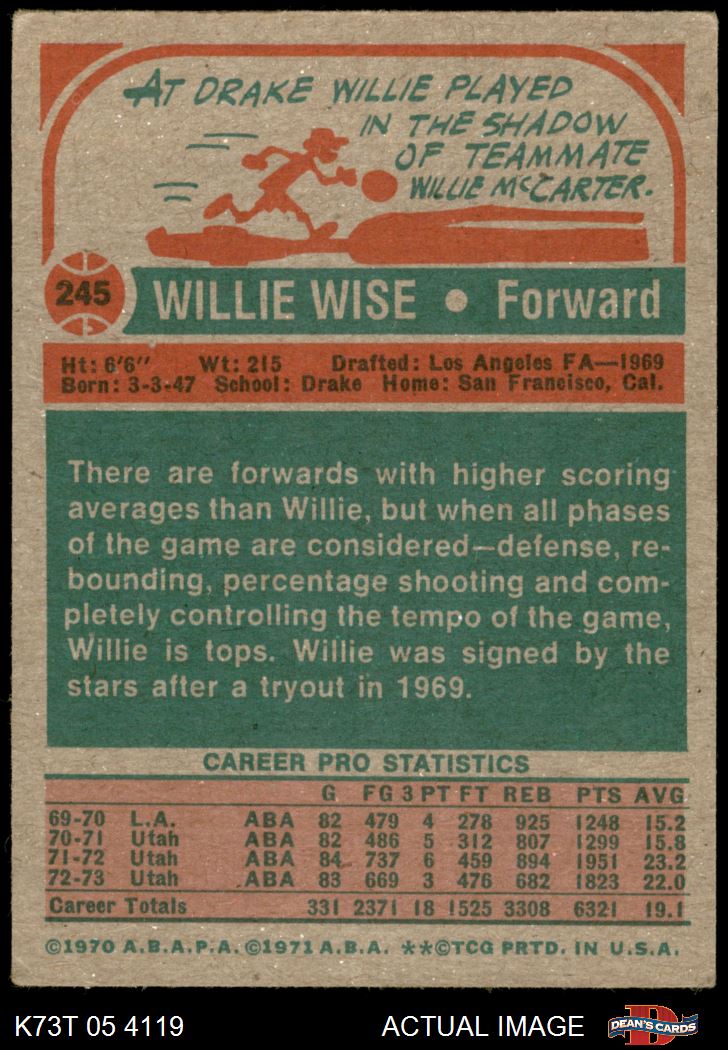 AT DRAKE WILLIE PLAYED
IN THE SHADOW
OF TEAMMATE
WILLIE McCARTER.
245 WILLIE WISE • Forward
Ht: 6'6" Wt: 215 Drafted: Los Angeles FA—1969
Born: 3-3-47 School: Drake Home: San Francisco, Cal.
There are forwards with higher scoring
averages than Willie, but when all phases
of the game are considered—defense, re-
bounding, percentage shooting and com-
pletely controlling the tempo of the game,
Willie is tops. Willie was signed by the
stars after a tryout in 1969.
CAREER PRO STATISTICS
G FG 3 PT FT REB PTS AVG
69-70 L.A. ABA 82 479 4 278 925 1248 15.2
70-71 Utah ABA 82 486 5 312 807 1299 15.8
71-72 Utah ABA 84 737 6 459 894 1951 23.2
72-73 Utah ABA 83 669 3 476 682 1823 22.0
Career Totals 331 2371 18 1525 3308 6321 19.1
©1970 A.B.A.P.A. ©1971 A.B.A. **©TCG PRTD. IN U.S.A.
K73T 05 4119 ACTUAL IMAGE D DEAN'S CARDS